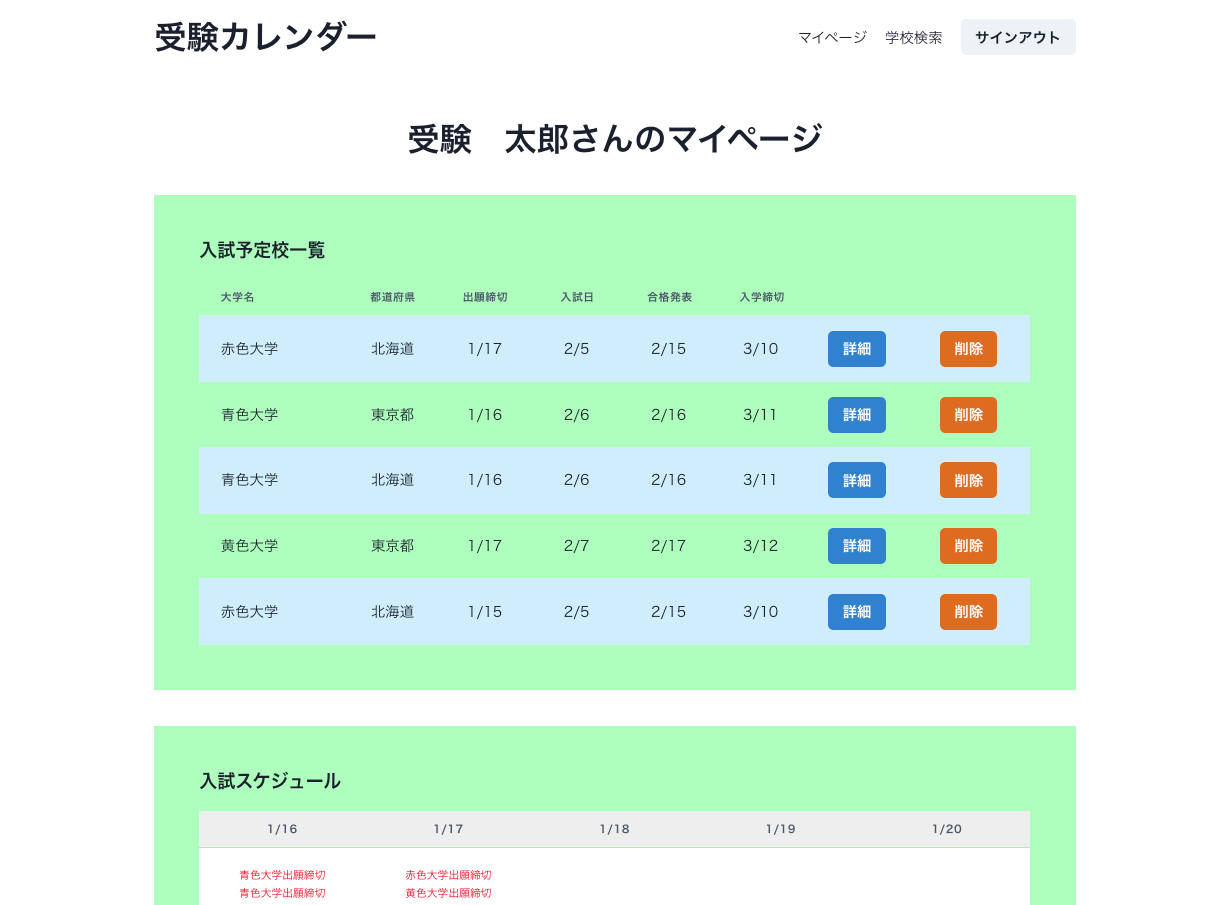 受験カレンダー
マイページ 学校検索 サインアウト
受験　太郎さんのマイページ
入試予定校一覧
大学名 都道府県 出願締切 入試日 合格発表 入学締切
赤色大学 北海道 1/17 2/5 2/15 3/10 詳細 削除
青色大学 東京都 1/16 2/6 2/16 3/11 詳細 削除
青色大学 北海道 1/16 2/6 2/16 3/11 詳細 削除
黄色大学 東京都 1/17 2/7 2/17 3/12 詳細 削除
赤色大学 北海道 1/15 2/5 2/15 3/10 詳細 削除
入試スケジュール
1/16 1/17 1/18 1/19 1/20
青色大学出願締切 赤色大学出願締切
青色大学出願締切 黄色大学出願締切